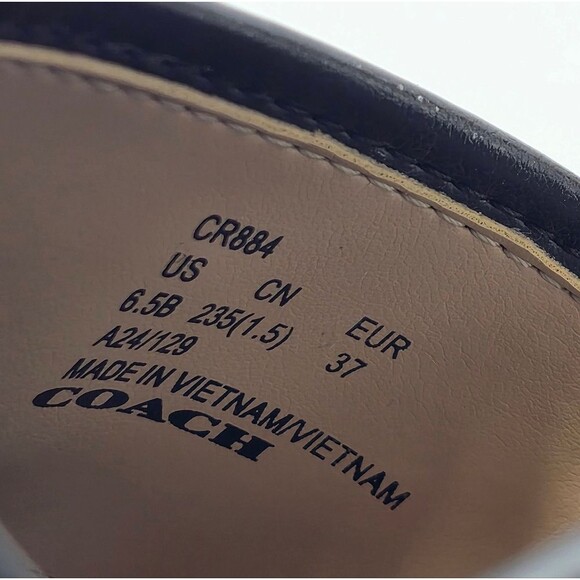 CR884
US CN EUR
6.5B 235(1.5) 37
A24/129
MADE IN VIETNAM/VIETNAM
COACH